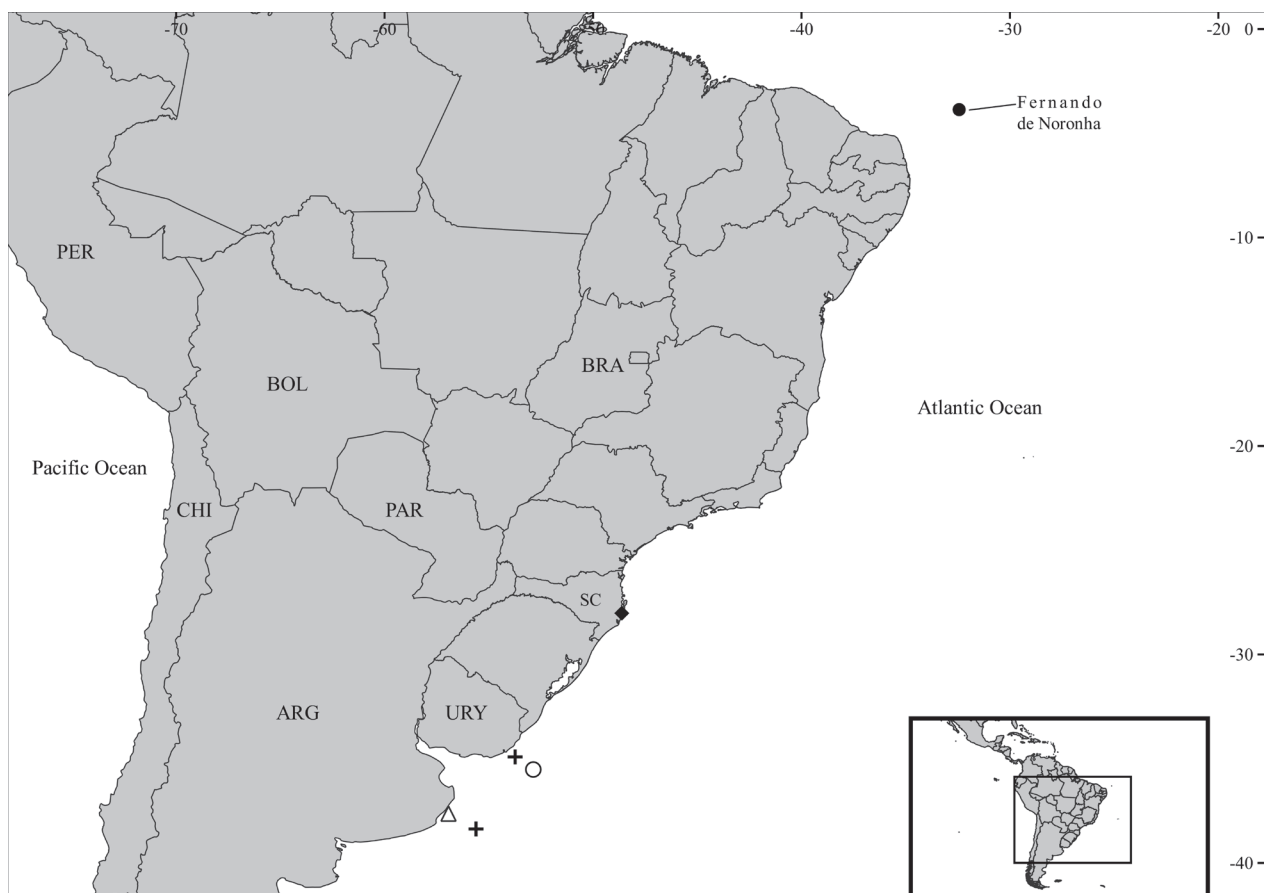 -70 -60 -50 -40 -30 -20 0
Fernando
de Noronha
-10
PER
BRA
BOL
Atlantic Ocean
-20
Pacific Ocean
CHI PAR
SC
-30
ARG URY
-40